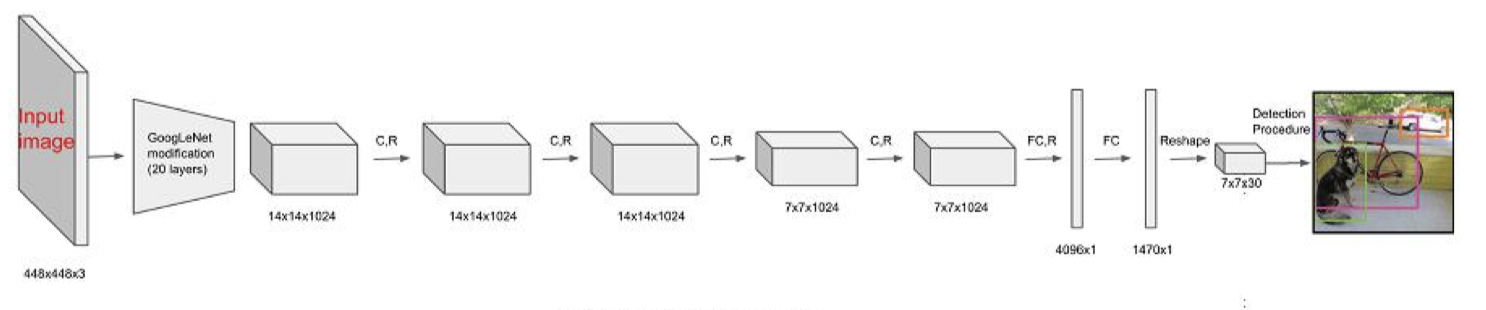 Input
image
GoogLeNet
modification
(20 layers)
C,R
C,R
C,R
C,R
FC,R
FC
Reshape
Detection
Procedure
448x448x3
14x14x1024
14x14x1024
14x14x1024
7x7x1024
7x7x1024
4096x1
1470x1
7x7x30